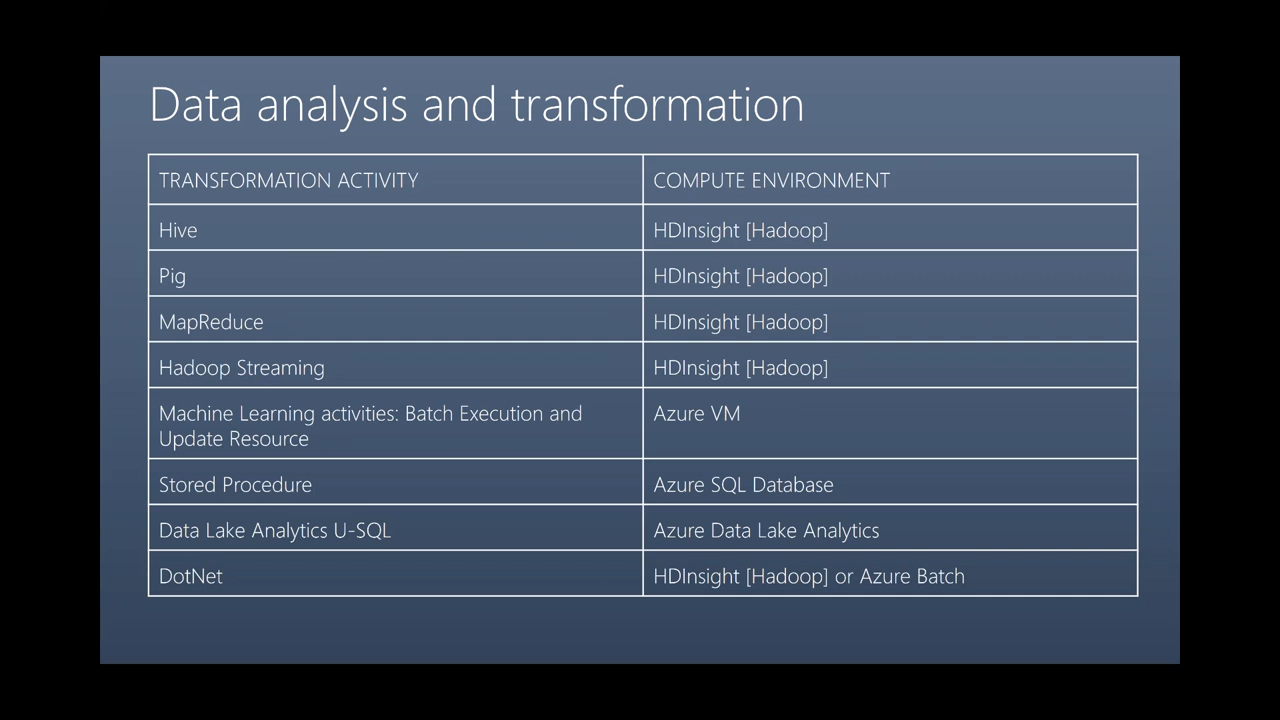 Data analysis and transformation
TRANSFORMATION ACTIVITY
COMPUTE ENVIRONMENT
Hive
HDInsight [Hadoop]
Pig
HDInsight [Hadoop]
MapReduce
HDInsight [Hadoop]
Hadoop Streaming
HDInsight [Hadoop]
Machine Learning activities: Batch Execution and
Update Resource
Azure VM
Stored Procedure
Azure SQL Database
Data Lake Analytics U-SQL
Azure Data Lake Analytics
DotNet
HDInsight [Hadoop] or Azure Batch